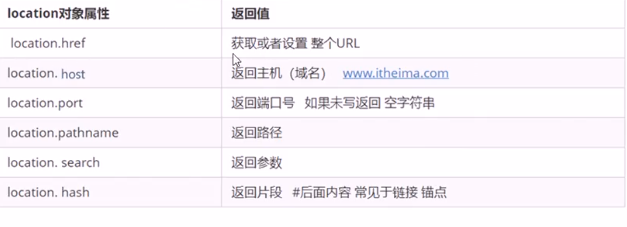 location对象属性 返回值
location.href 获取或者设置 整个URL
location. host 返回主机（域名） www.itheima.com
location.port 返回端口号 如果未写返回 空字符串
location.pathname 返回路径
location. search 返回参数
location. hash 返回片段 #后面内容 常见于链接 锚点